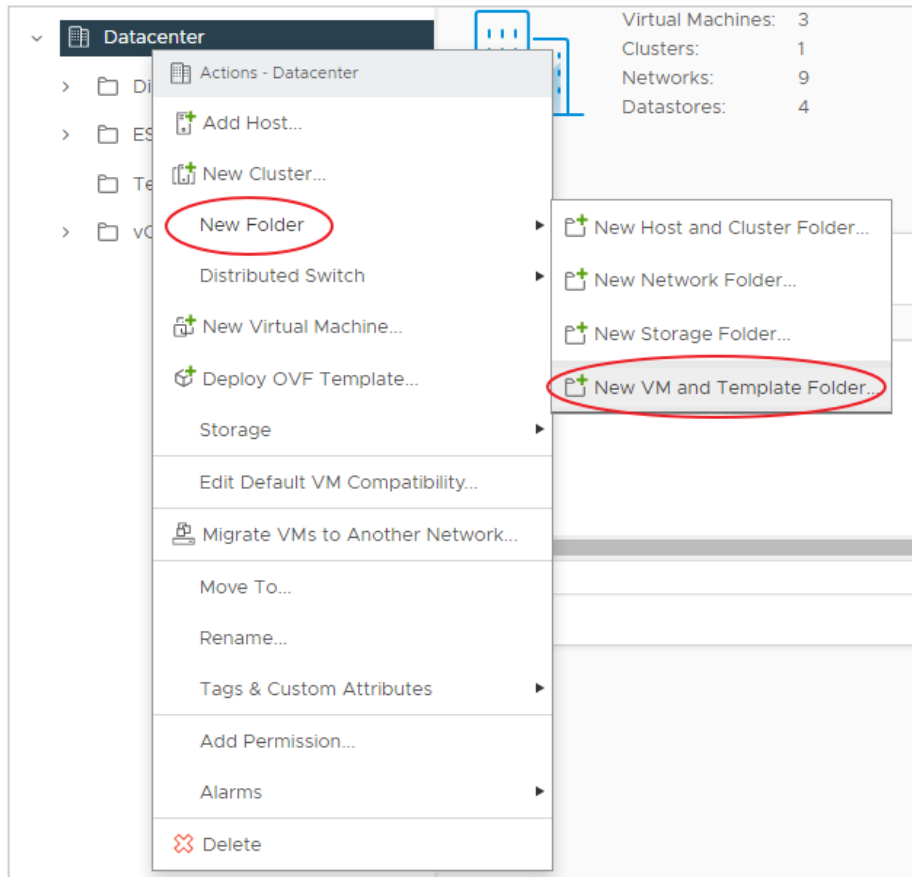 Datacenter
Virtual Machines: 3
Clusters: 1
Networks: 9
Datastores: 4
Actions - Datacenter
Add Host...
New Cluster...
New Folder
Distributed Switch
New Virtual Machine...
Deploy OVF Template...
Storage
Edit Default VM Compatibility...
Migrate VMs to Another Network...
Move To...
Rename...
Tags & Custom Attributes
Add Permission...
Alarms
Delete
New Host and Cluster Folder...
New Network Folder...
New Storage Folder...
New VM and Template Folder...